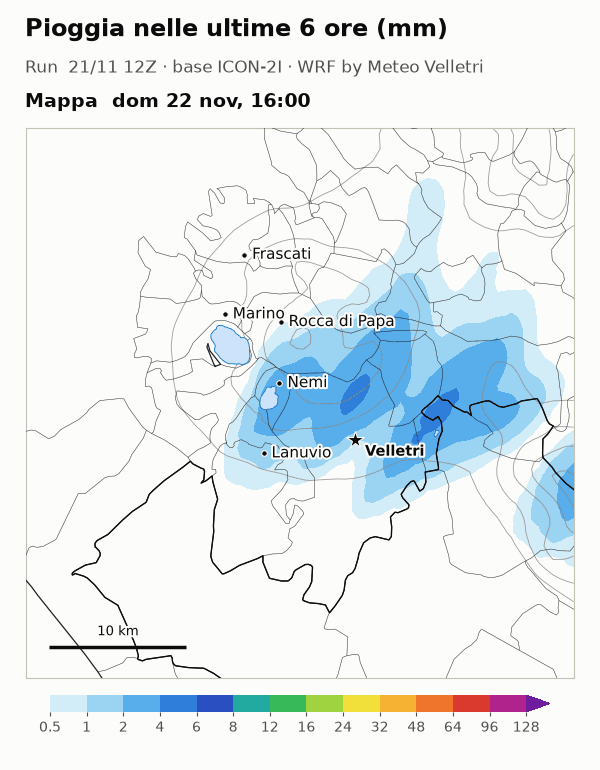 Pioggia nelle ultime 6 ore (mm)
Run  21/11 12Z · base ICON-2I · WRF by Meteo Velletri
Mappa  dom 22 nov, 16:00
Frascati
Marino
Rocca di Papa
Nemi
Velletri
Lanuvio
10 km
0.5 1 2 4 6 8 12 16 24 32 48 64 96 128